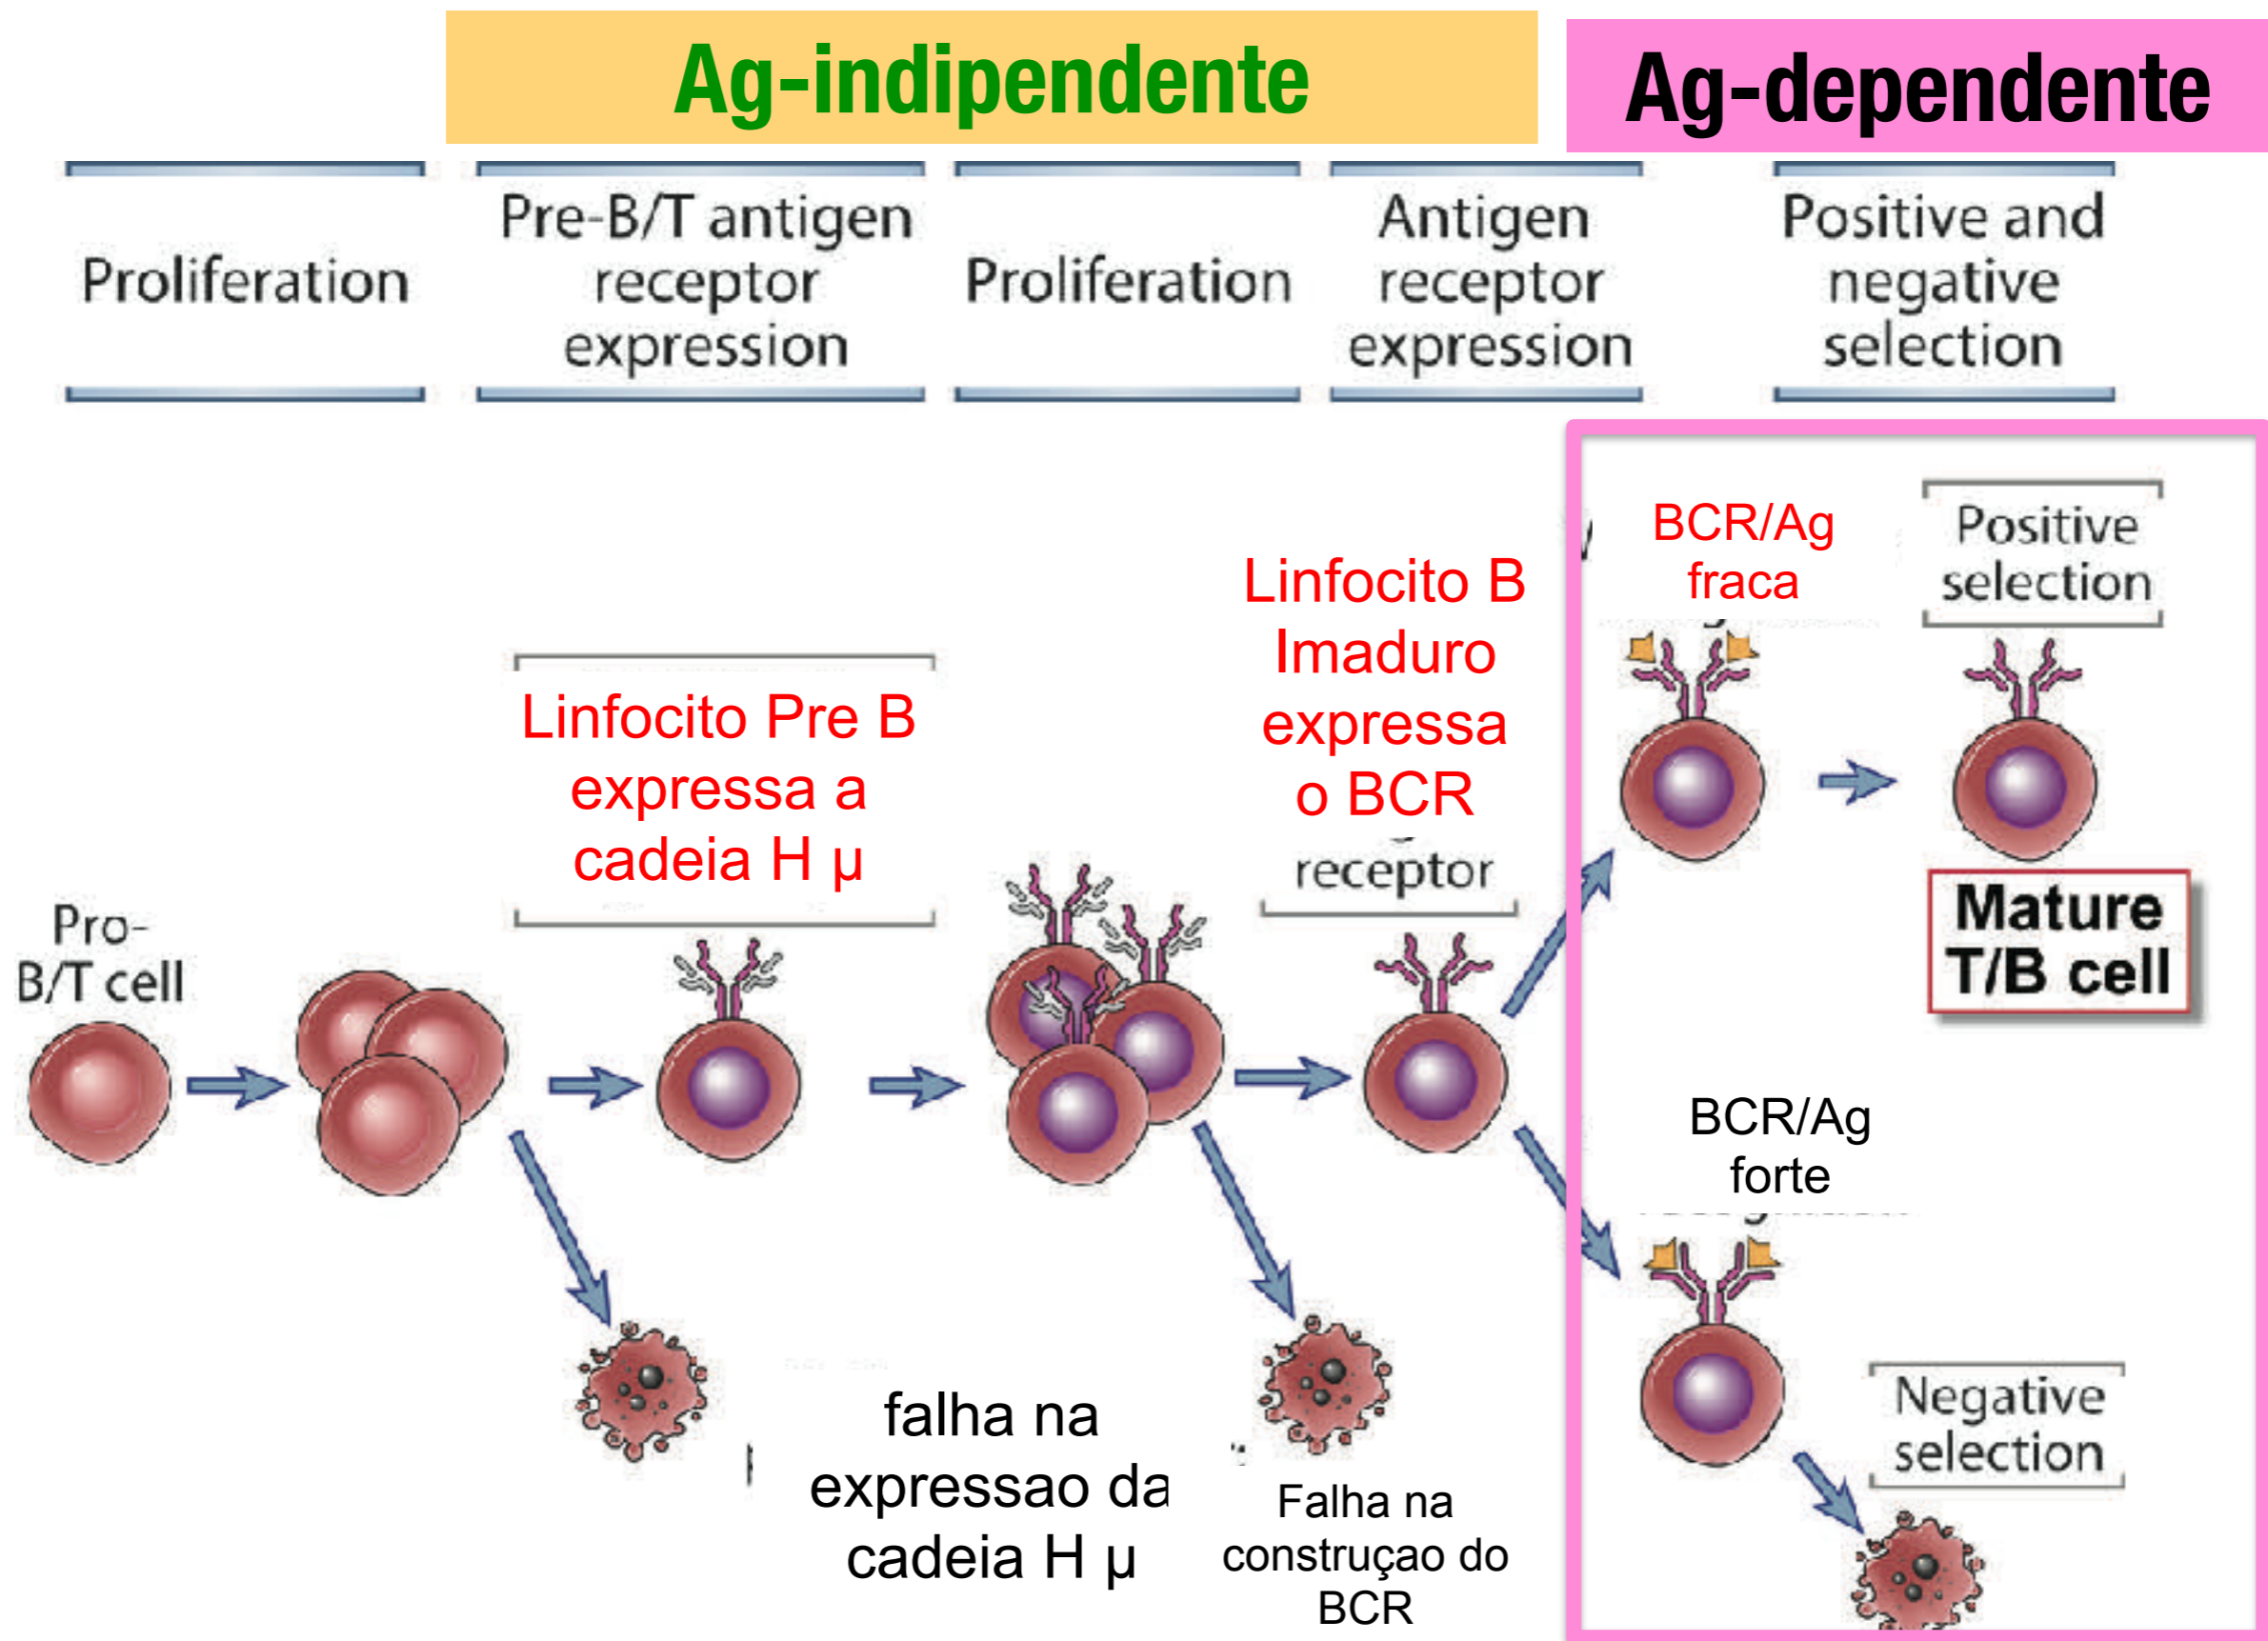 Ag-indipendente
Ag-dependente
Proliferation
Pre-B/T antigen
receptor
expression
Proliferation
Antigen
receptor
expression
Positive and
negative
selection
BCR/Ag
fraca
Positive
selection
Linfocito B
Imaduro
expressa
o BCR
receptor
Linfocito Pre B
expressa a
cadeia H µ
Pro-
B/T cell
Mature
T/B cell
BCR/Ag
forte
Negative
selection
falha na
expressao da
cadeia H µ
Falha na
construçao do
BCR